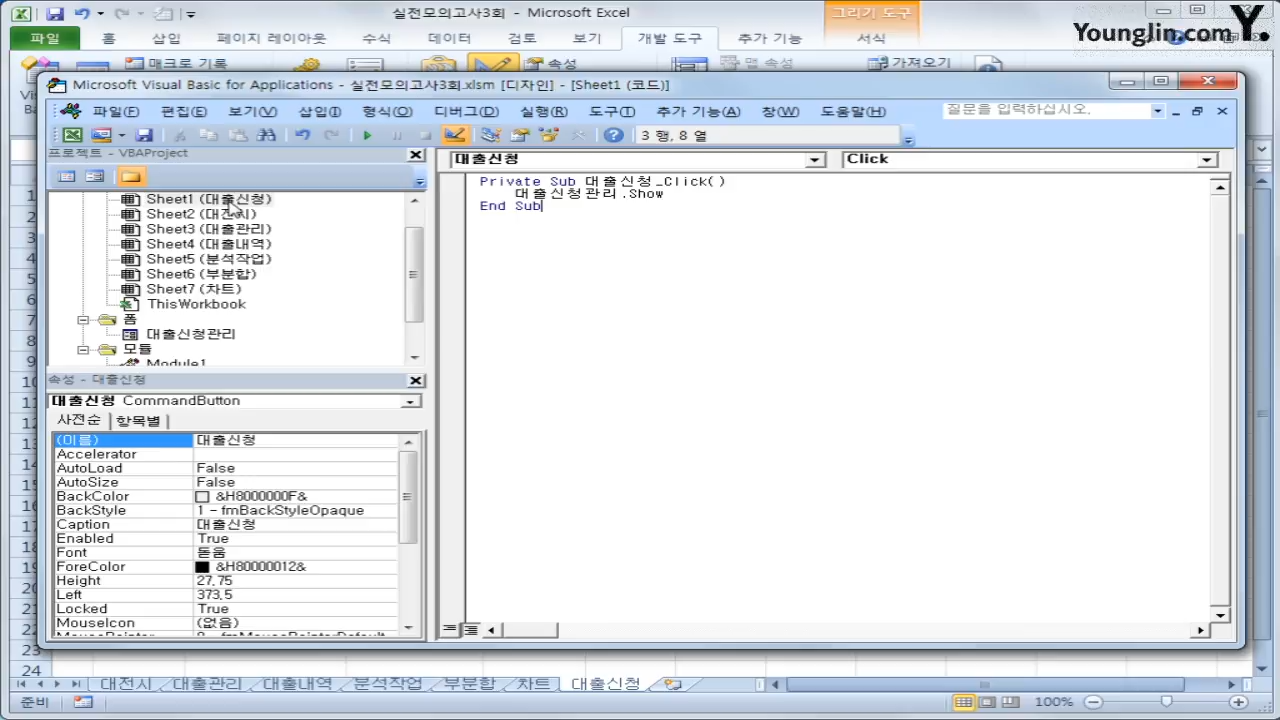 실전모의고사3회 - Microsoft Excel
그리기 도구
파일 홈 삽입 페이지 레이아웃 수식 데이터 검토 보기 개발 도구 추가 기능 서식
YoungJin.com Y.
매크로 기록 속성 맵 속성 가져오기
Microsoft Visual Basic for Applications - 실전모의고사3회.xlsm [디자인] - [Sheet1 (코드)]
파일(F) 편집(E) 보기(V) 삽입(I) 형식(O) 디버그(D) 실행(R) 도구(T) 추가 기능(A) 창(W) 도움말(H) 질문을 입력하십시오.
3 행, 8 열
프로젝트 - VBAProject
대출신청 Click
Private Sub 대출신청_Click()
대출신청관리.Show
End Sub
Sheet1 (대출신청)
Sheet2 (대전시)
Sheet3 (대출관리)
Sheet4 (대출내역)
Sheet5 (분석작업)
Sheet6 (부분합)
Sheet7 (차트)
ThisWorkbook
폼
대출신청관리
모듈
Module1
속성 - 대출신청
대출신청 CommandButton
사전순 항목별
(이름) 대출신청
Accelerator
AutoLoad False
AutoSize False
BackColor &H8000000F&
BackStyle 1 - fmBackStyleOpaque
Caption 대출신청
Enabled True
Font 돋움
ForeColor &H80000012&
Height 27.75
Left 373.5
Locked True
MouseIcon (없음)
MousePointer 0 - fmMousePointerDefault
23
24
대전시 대출관리 대출내역 분석작업 부분합 차트 대출신청
준비 100%